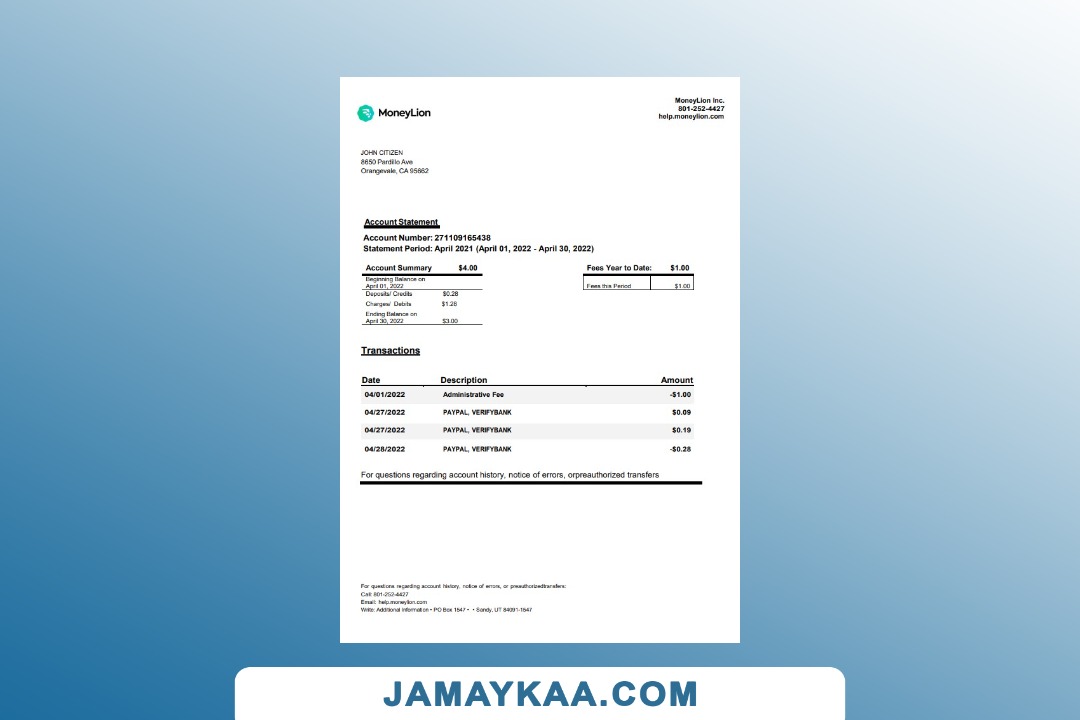 MoneyLion
MoneyLion Inc.
801-252-4427
help.moneylion.com
JOHN CITIZEN
8650 Pardillo Ave
Orangevale, CA 95662
Account Statement
Account Number: 271109165438
Statement Period: April 2021 (April 01, 2022 - April 30, 2022)
Account Summary $4.00
Beginning Balance on
April 01, 2022
Deposits/ Credits $0.28
Charges/ Debits $1.28
Ending Balance on
April 30, 2022 $3.00
Fees Year to Date: $1.00
Fees this Period $1.00
Transactions
Date Description Amount
04/01/2022 Administrative Fee -$1.00
04/27/2022 PAYPAL, VERIFYBANK $0.09
04/27/2022 PAYPAL, VERIFYBANK $0.19
04/28/2022 PAYPAL, VERIFYBANK -$0.28
For questions regarding account history, notice of errors, orpreauthorized transfers
For questions regarding account history, notice of errors, or preauthorizedtransfers:
Call: 801-252-4427
Email: help.moneylion.com
Write: Additional Information • PO Box 1547 • • Sandy, UT 84091-1547
JAMAYKAA.COM